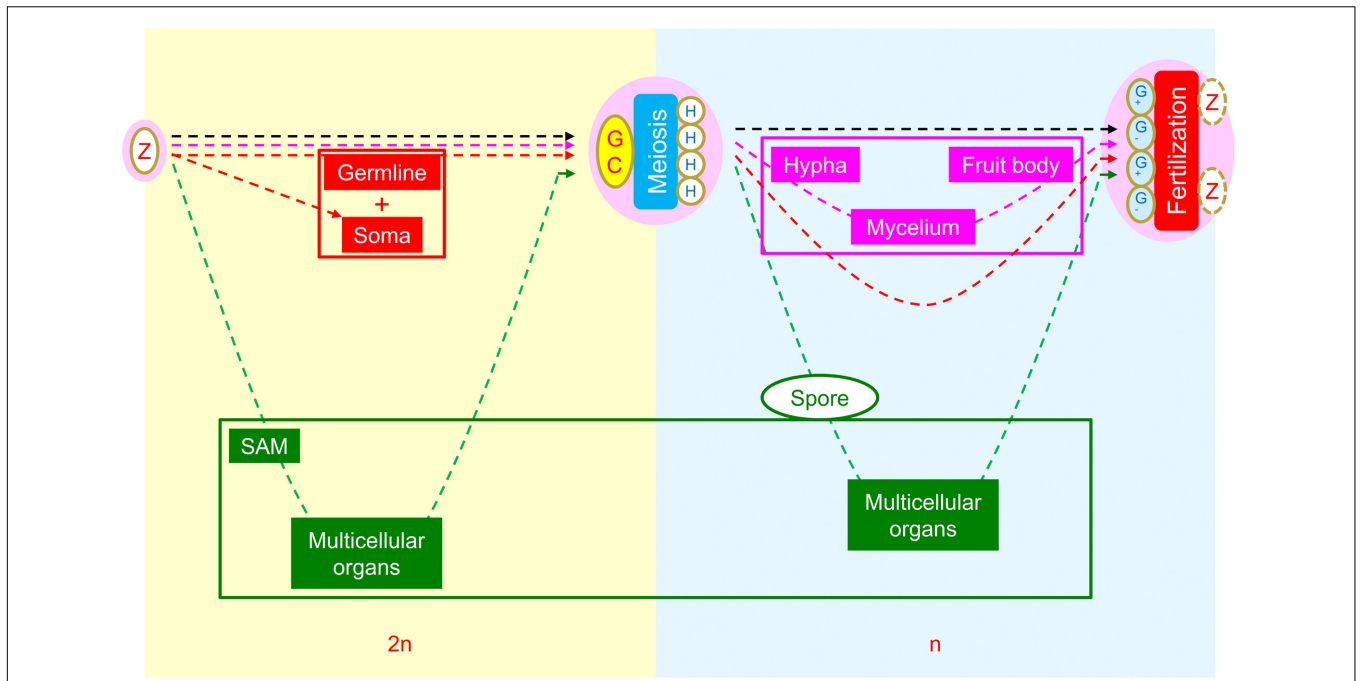 Z
Germline
+
Soma
SAM
Multicellular
organs
2n
G
C
Meiosis
H
H
H
H
Hypha
Fruit body
Mycelium
Spore
Multicellular
organs
n
G
+
G
-
G
+
G
-
Fertilization
Z
Z